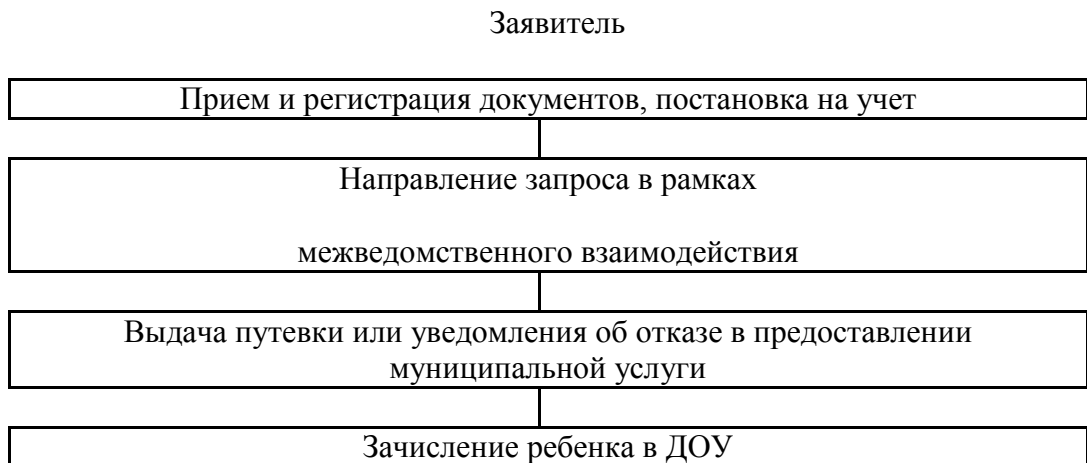 Заявитель
Прием и регистрация документов, постановка на учет
Направление запроса в рамках
межведомственного взаимодействия
Выдача путевки или уведомления об отказе в предоставлении
муниципальной услуги
Зачисление ребенка в ДОУ